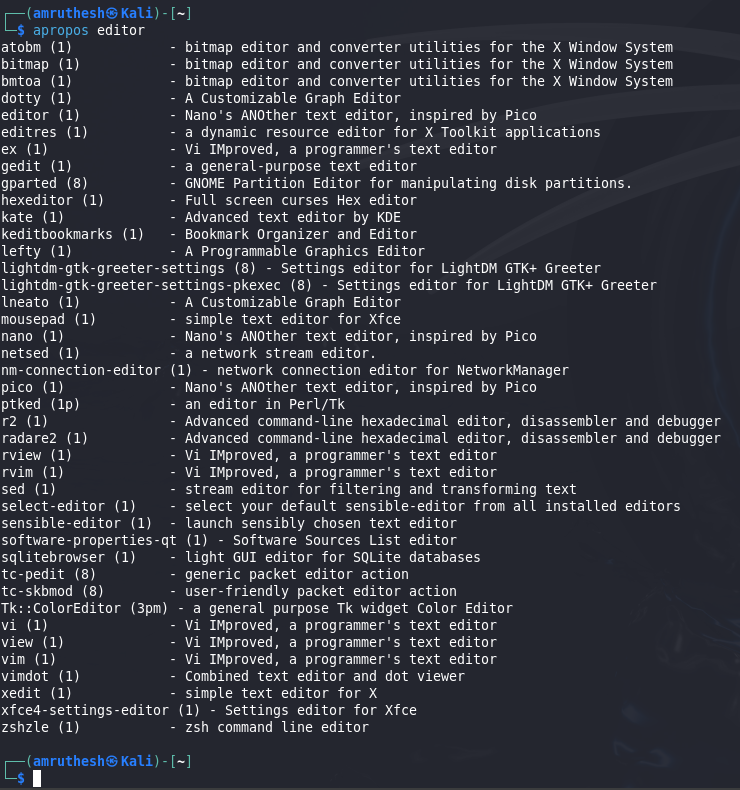 ┌──(amruthesh㉿Kali)-[~]
└─$ apropos editor
atobm (1)            - bitmap editor and converter utilities for the X Window System
bitmap (1)           - bitmap editor and converter utilities for the X Window System
bmtoa (1)            - bitmap editor and converter utilities for the X Window System
dotty (1)            - A Customizable Graph Editor
editor (1)           - Nano's ANOther text editor, inspired by Pico
editres (1)          - a dynamic resource editor for X Toolkit applications
ex (1)               - Vi IMproved, a programmer's text editor
gedit (1)            - a general-purpose text editor
gparted (8)          - GNOME Partition Editor for manipulating disk partitions.
hexeditor (1)        - Full screen curses Hex editor
kate (1)             - Advanced text editor by KDE
keditbookmarks (1)   - Bookmark Organizer and Editor
lefty (1)            - A Programmable Graphics Editor
lightdm-gtk-greeter-settings (8) - Settings editor for LightDM GTK+ Greeter
lightdm-gtk-greeter-settings-pkexec (8) - Settings editor for LightDM GTK+ Greeter
lneato (1)           - A Customizable Graph Editor
mousepad (1)         - simple text editor for Xfce
nano (1)             - Nano's ANOther text editor, inspired by Pico
netsed (1)           - a network stream editor.
nm-connection-editor (1) - network connection editor for NetworkManager
pico (1)             - Nano's ANOther text editor, inspired by Pico
ptked (1p)           - an editor in Perl/Tk
r2 (1)               - Advanced command-line hexadecimal editor, disassembler and debugger
radare2 (1)          - Advanced command-line hexadecimal editor, disassembler and debugger
rview (1)            - Vi IMproved, a programmer's text editor
rvim (1)             - Vi IMproved, a programmer's text editor
sed (1)              - stream editor for filtering and transforming text
select-editor (1)    - select your default sensible-editor from all installed editors
sensible-editor (1)  - launch sensibly chosen text editor
software-properties-qt (1) - Software Sources List editor
sqlitebrowser (1)    - light GUI editor for SQLite databases
tc-pedit (8)         - generic packet editor action
tc-skbmod (8)        - user-friendly packet editor action
Tk::ColorEditor (3pm) - a general purpose Tk widget Color Editor
vi (1)               - Vi IMproved, a programmer's text editor
view (1)             - Vi IMproved, a programmer's text editor
vim (1)              - Vi IMproved, a programmer's text editor
vimdot (1)           - Combined text editor and dot viewer
xedit (1)            - simple text editor for X
xfce4-settings-editor (1) - Settings editor for Xfce
zshzle (1)           - zsh command line editor
┌──(amruthesh㉿Kali)-[~]
└─$